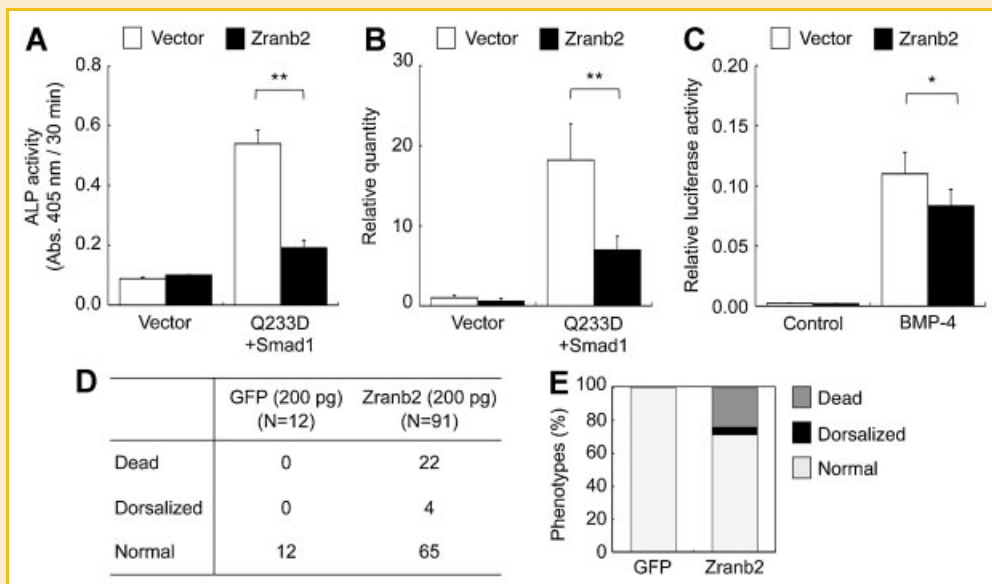 A
Vector
Zranb2
ALP activity
(Abs. 405 nm / 30 min)
0.8
0.6
0.4
0.2
0.0
**
Vector
Q233D
+Smad1
B
Vector
Zranb2
Relative quantity
30
20
10
0
**
Vector
Q233D
+Smad1
C
Vector
Zranb2
Relative luciferase activity
0.20
0.15
0.10
0.05
0.00
*
Control
BMP-4
D
GFP (200 pg) Zranb2 (200 pg)
(N=12) (N=91)
Dead 0 22
Dorsalized 0 4
Normal 12 65
E
Phenotypes (%)
100
80
60
40
20
0
GFP
Zranb2
Dead
Dorsalized
Normal